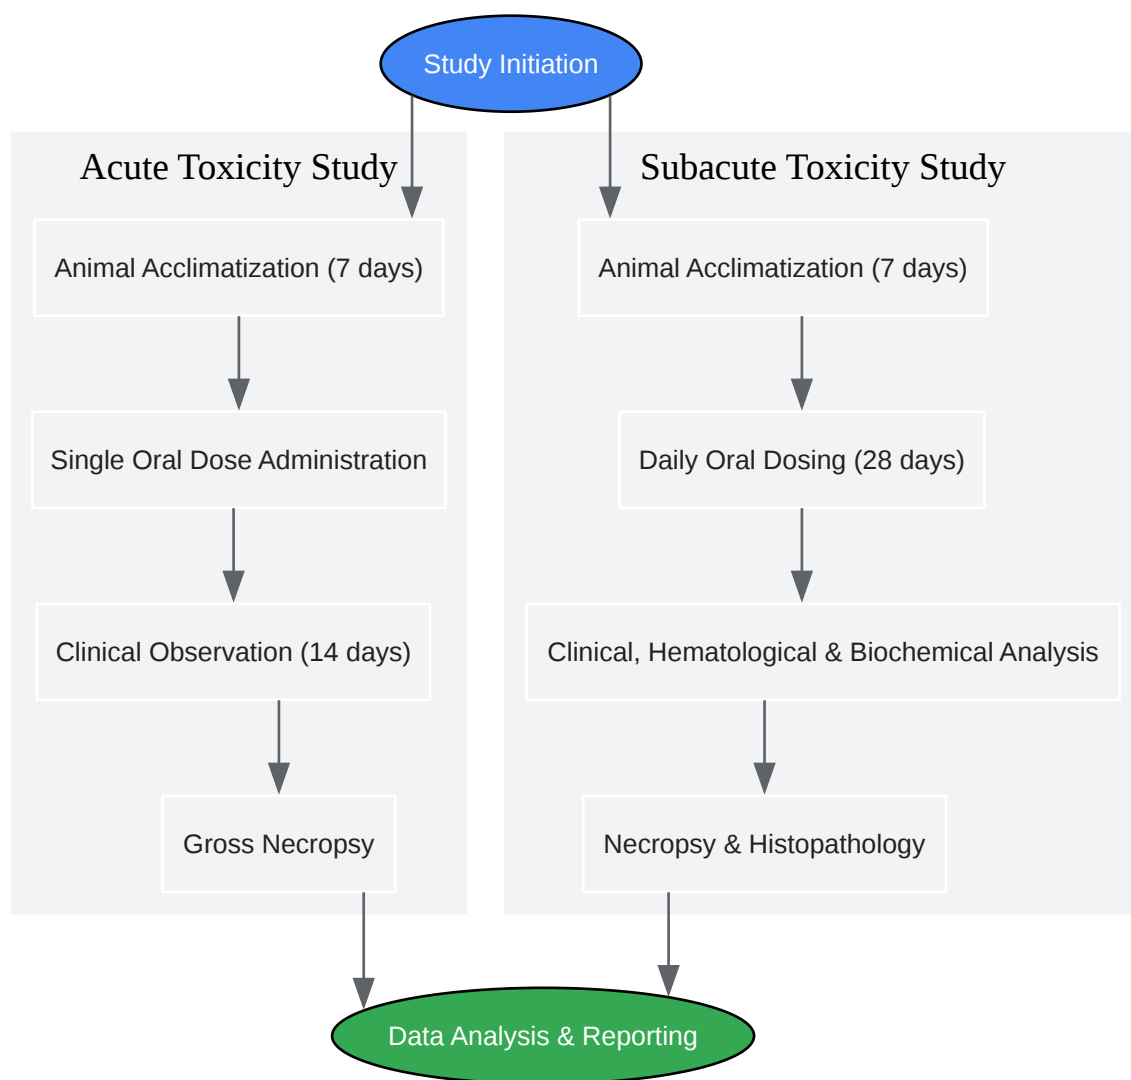 Study Initiation
Acute Toxicity Study
Animal Acclimatization (7 days)
Single Oral Dose Administration
Clinical Observation (14 days)
Gross Necropsy
Subacute Toxicity Study
Animal Acclimatization (7 days)
Daily Oral Dosing (28 days)
Clinical, Hematological & Biochemical Analysis
Necropsy & Histopathology
Data Analysis & Reporting